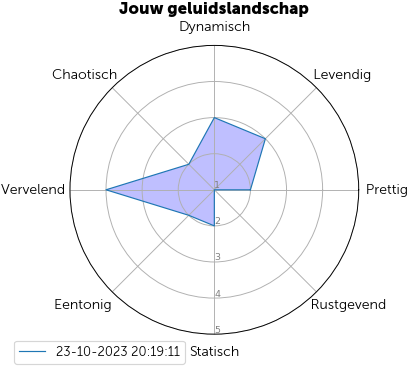 Jouw geluidslandschap
Dynamisch
Chaotisch
Levendig
Vervelend
1
Prettig
2
3
Eentonig
4
Rustgevend
5
23-10-2023 20:19:11
Statisch